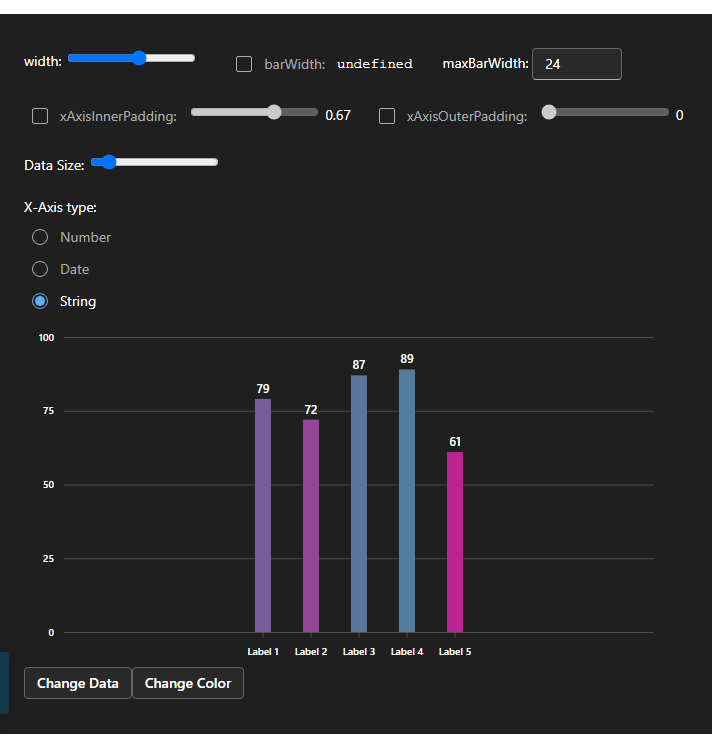 width: barWidth: undefined maxBarWidth: 24
xAxisInnerPadding: 0.67 xAxisOuterPadding: 0
Data Size:
X-Axis type:
Number
Date
String
100
89
87
79
75
72
61
50
25
0
Label 1 Label 2 Label 3 Label 4 Label 5
Change Data Change Color